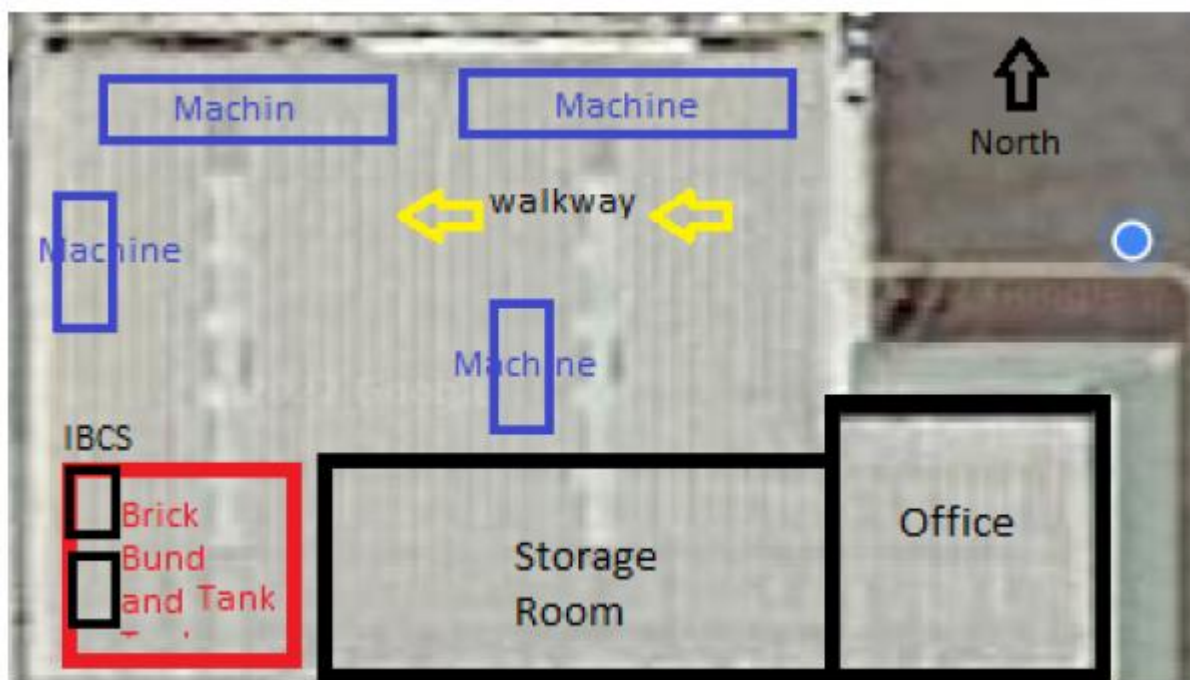 Machin
Machine
North
walkway
Machine
Machine
IBCS
Brick
Bund
and Tank
Storage
Room
Office